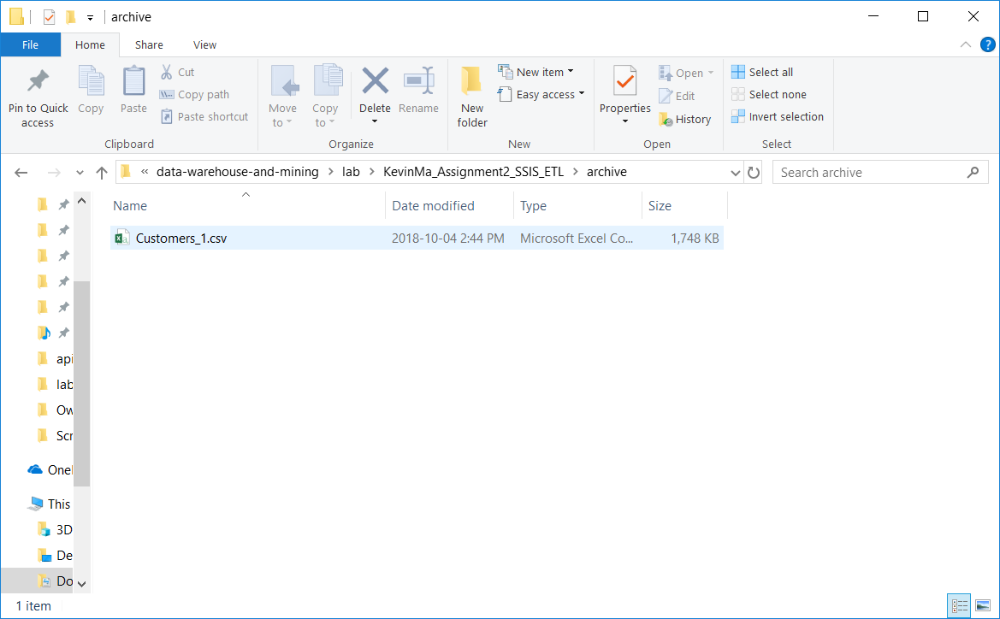 archive
File Home Share View
Pin to Quick access
Copy
Paste
Cut
Copy path
Paste shortcut
Clipboard
Move to
Copy to
Delete
Rename
Organize
New folder
New item
Easy access
New
Properties
Open
Edit
History
Open
Select all
Select none
Invert selection
Select
« data-warehouse-and-mining > lab > KevinMa_Assignment2_SSIS_ETL > archive
Search archive
Name Date modified Type Size
Customers_1.csv 2018-10-04 2:44 PM Microsoft Excel Co... 1,748 KB
api
lab
Ow
Scr
One
This
3D
De
Do
1 item